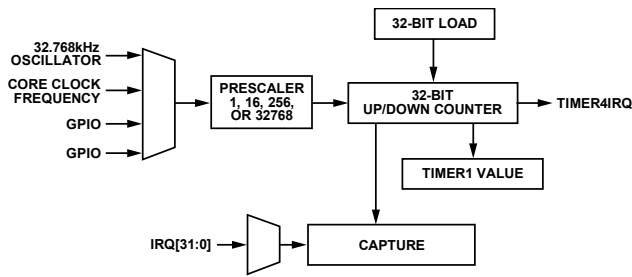 32.768kHz
OSCILLATOR
CORE CLOCK
FREQUENCY
GPIO
GPIO
PRESCALER
1, 16, 256,
OR 32768
32-BIT LOAD
32-BIT
UP/DOWN COUNTER
TIMER4IRQ
TIMER1 VALUE
IRQ[31:0]
CAPTURE